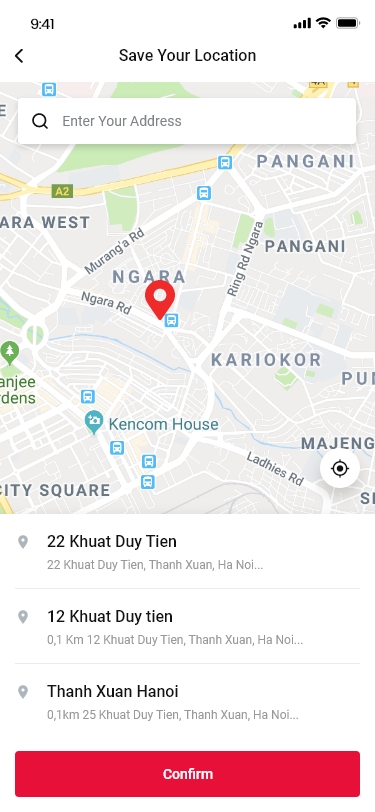 9:41
Save Your Location
4A
Enter Your Address
PANGANI
A2
ARA WEST
Murang'a Rd
Ring Rd Ngara
PANGANI
NGARA
Ngara Rd
KARIOKOR
anjee
rdens
PUM
Kencom House
MAJENG
Ladhies Rd
CITY SQUARE
22 Khuat Duy Tien
22 Khuat Duy Tien, Thanh Xuan, Ha Noi...
12 Khuat Duy tien
0,1 Km 12 Khuat Duy Tien, Thanh Xuan, Ha Noi...
Thanh Xuan Hanoi
0,1km 25 Khuat Duy Tien, Thanh Xuan, Ha Noi...
Confirm